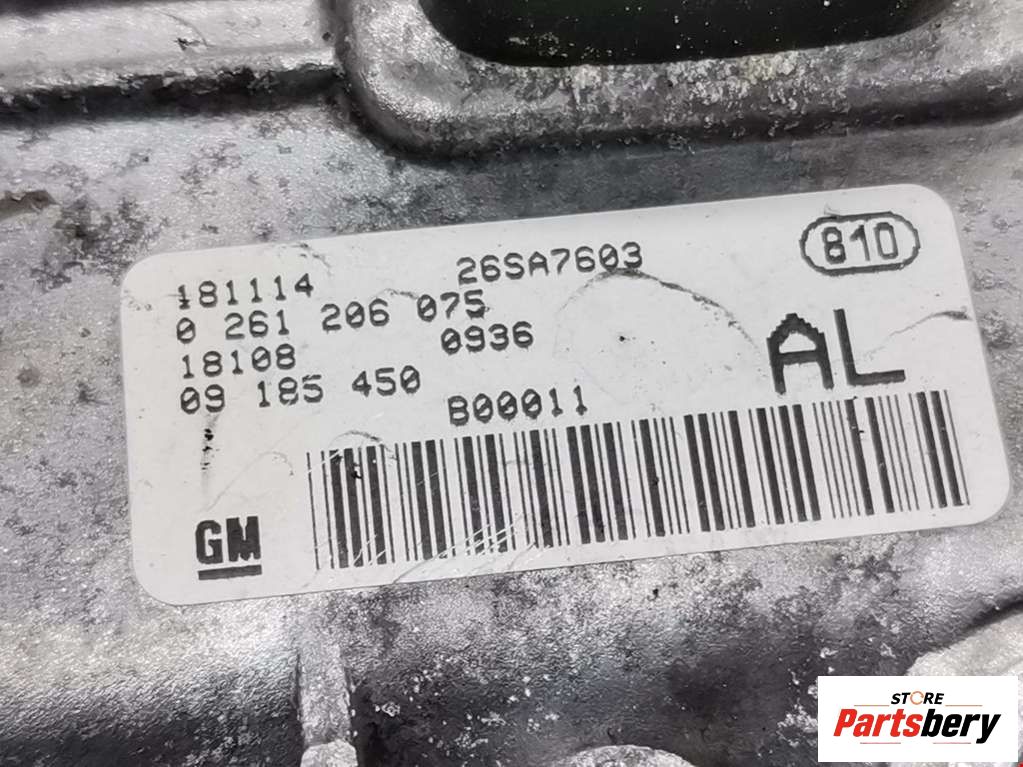 181114 26SA7603 810
0 261 206 075
18108 0936 AL
09 185 450
B00011
GM
STORE
Partsbery